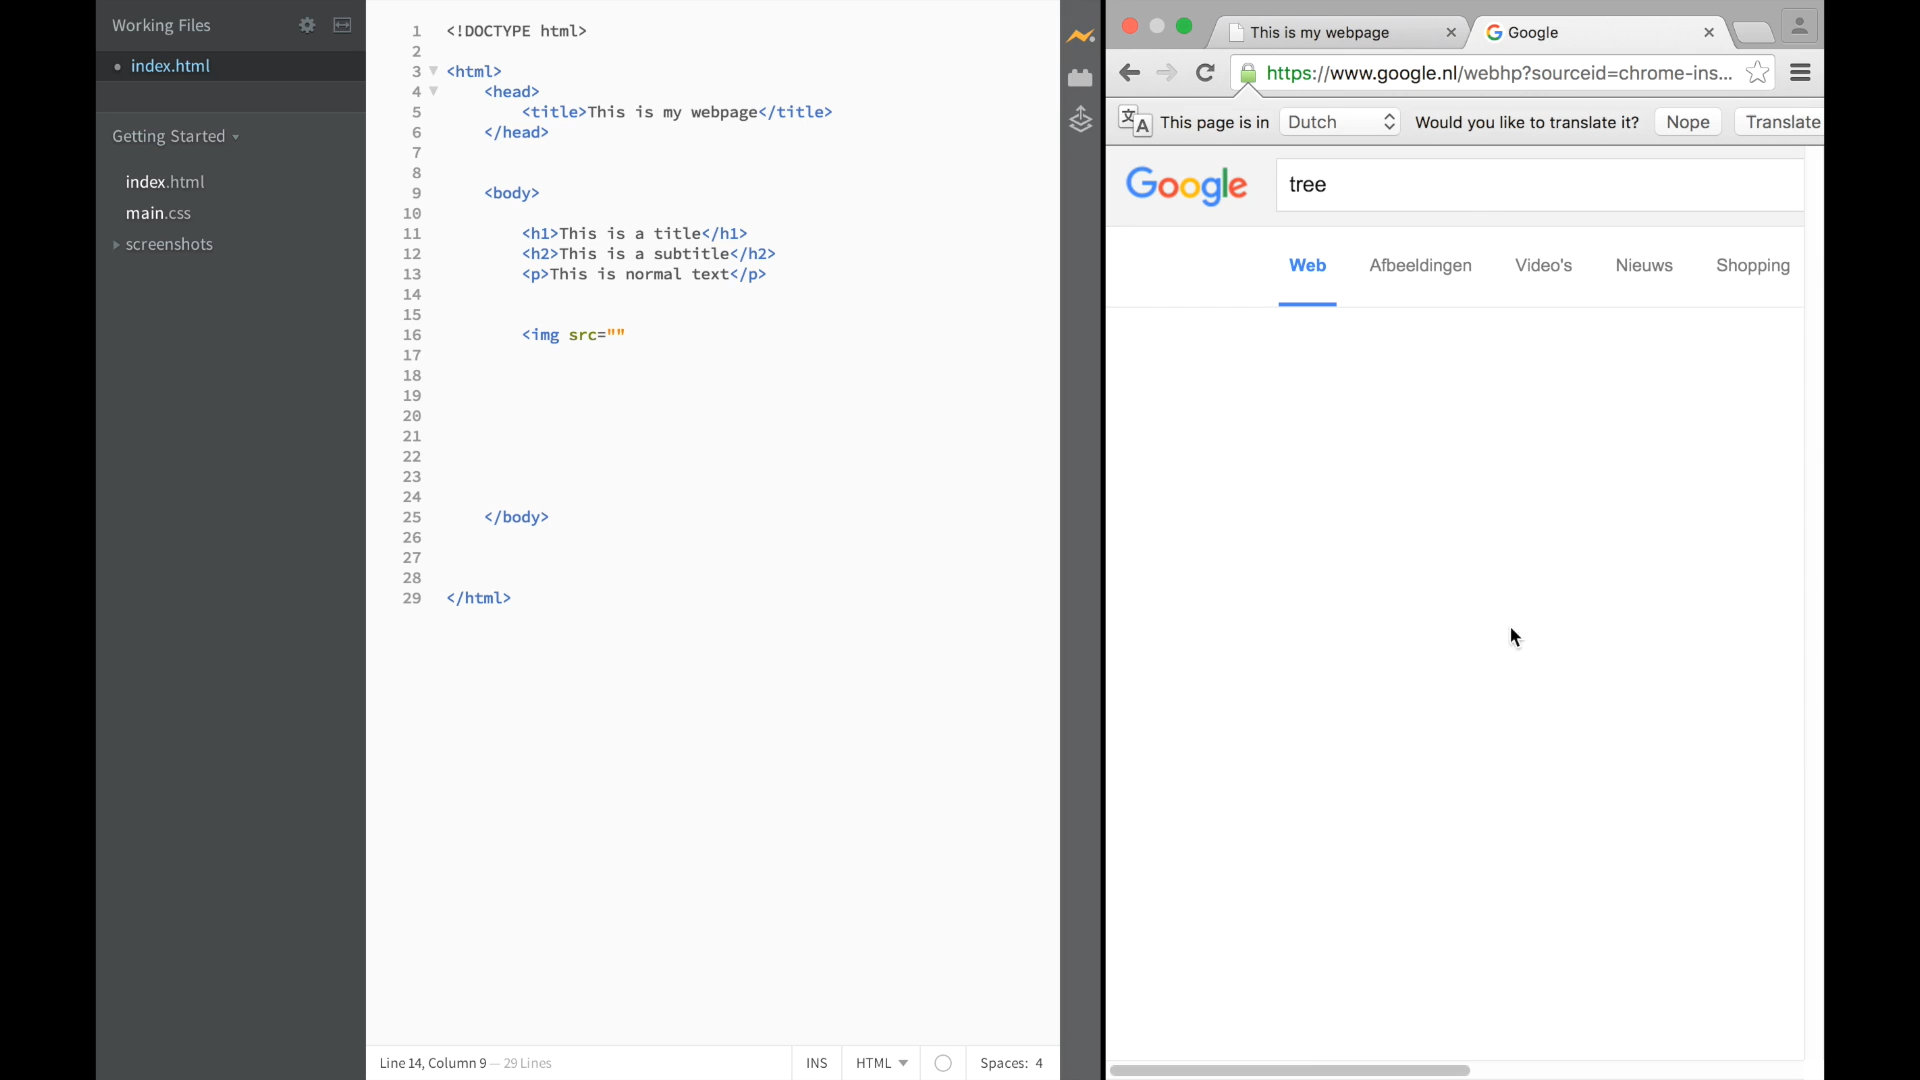 Working Files
index.html
Getting Started
index.html
main.css
screenshots
1 <!DOCTYPE html>
2
3 <html>
4 <head>
5 <title>This is my webpage</title>
6 </head>
7
8
9 <body>
10
11 <h1>This is a title</h1>
12 <h2>This is a subtitle</h2>
13 <p>This is normal text</p>
14
15
16 <img src=""
17
18
19
20
21
22
23
24
25 </body>
26
27
28
29 </html>
Line 14, Column 9 — 29 Lines
INS HTML Spaces: 4
This is my webpage Google
https://www.google.nl/webhp?sourceid=chrome-ins...
文A This page is in Dutch Would you like to translate it? Nope Translate
Google tree
Web Afbeeldingen Video's Nieuws Shopping